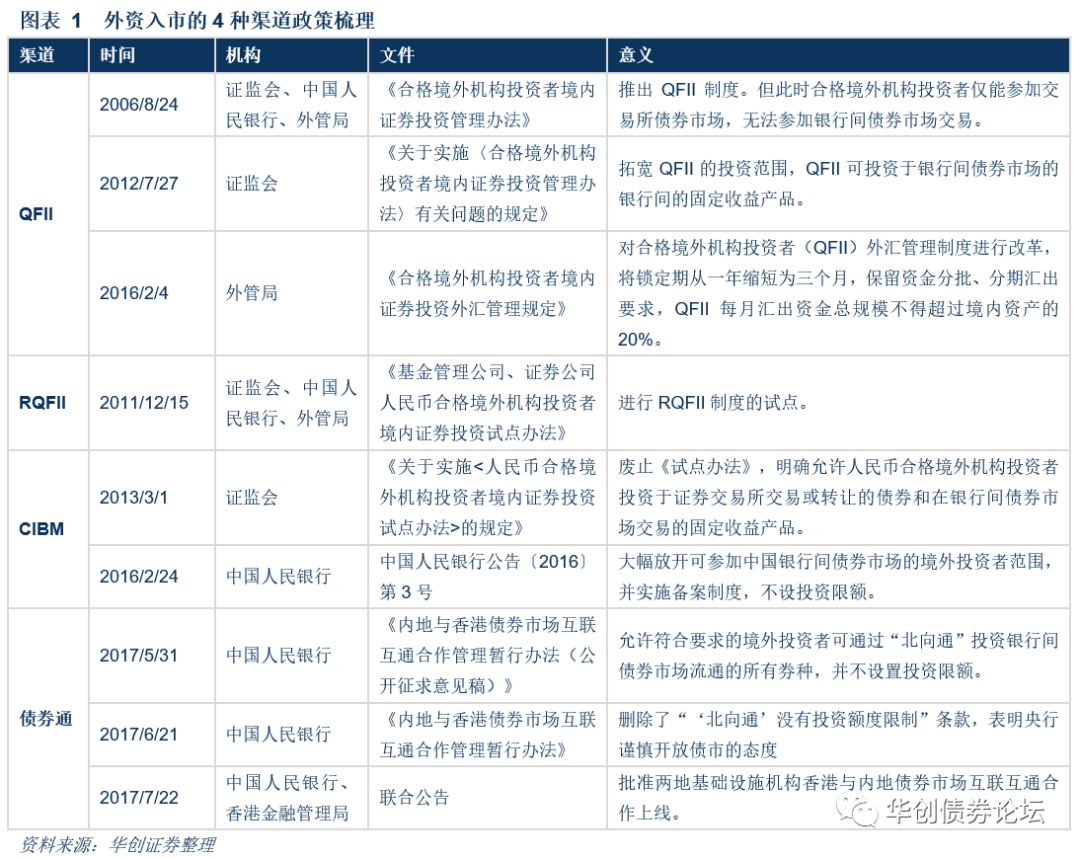 图表 1 外资入市的 4 种渠道政策梳理
渠道 时间 机构 文件 意义
QFII
2006/8/24
证监会、中国人
民银行、外管局
《合格境外机构投资者境内
证券投资管理办法》
推出 QFII 制度。但此时合格境外机构投资者仅能参加交
易所债券市场，无法参加银行间债券市场交易。
2012/7/27
证监会
《关于实施〈合格境外机构
投资者境内证券投资管理办
法〉有关问题的规定》
拓宽 QFII 的投资范围，QFII 可投资于银行间债券市场的
银行间的固定收益产品。
2016/2/4
外管局
《合格境外机构投资者境内
证券投资外汇管理规定》
对合格境外机构投资者（QFII）外汇管理制度进行改革，
将锁定期从一年缩短为三个月，保留资金分批、分期汇出
要求，QFII 每月汇出资金总规模不得超过境内资产的
20%。
RQFII
2011/12/15
证监会、中国人
民银行、外管局
《基金管理公司、证券公司
人民币合格境外机构投资者
境内证券投资试点办法》
进行 RQFII 制度的试点。
CIBM
2013/3/1
证监会
《关于实施<人民币合格境
外机构投资者境内证券投资
试点办法>的规定》
废止《试点办法》，明确允许人民币合格境外机构投资者
投资于证券交易所交易或转让的债券和在银行间债券市
场交易的固定收益产品。
2016/2/24
中国人民银行
中国人民银行公告〔2016〕
第 3 号
大幅放开可参加中国银行间债券市场的境外投资者范围，
并实施备案制度，不设投资限额。
债券通
2017/5/31
中国人民银行
《内地与香港债券市场互联
互通合作管理暂行办法（公
开征求意见稿）》
允许符合要求的境外投资者可通过“北向通”投资银行间
债券市场流通的所有券种，并不设置投资限额。
2017/6/21
中国人民银行
《内地与香港债券市场互联
互通合作管理暂行办法》
删除了“‘北向通’没有投资额度限制”条款，表明央行
谨慎开放债市的态度
2017/7/22
中国人民银行、
香港金融管理局
联合公告
批准两地基础设施机构香港与内地债券市场互联互通合
作上线。
华创债券论坛
资料来源：华创证券整理